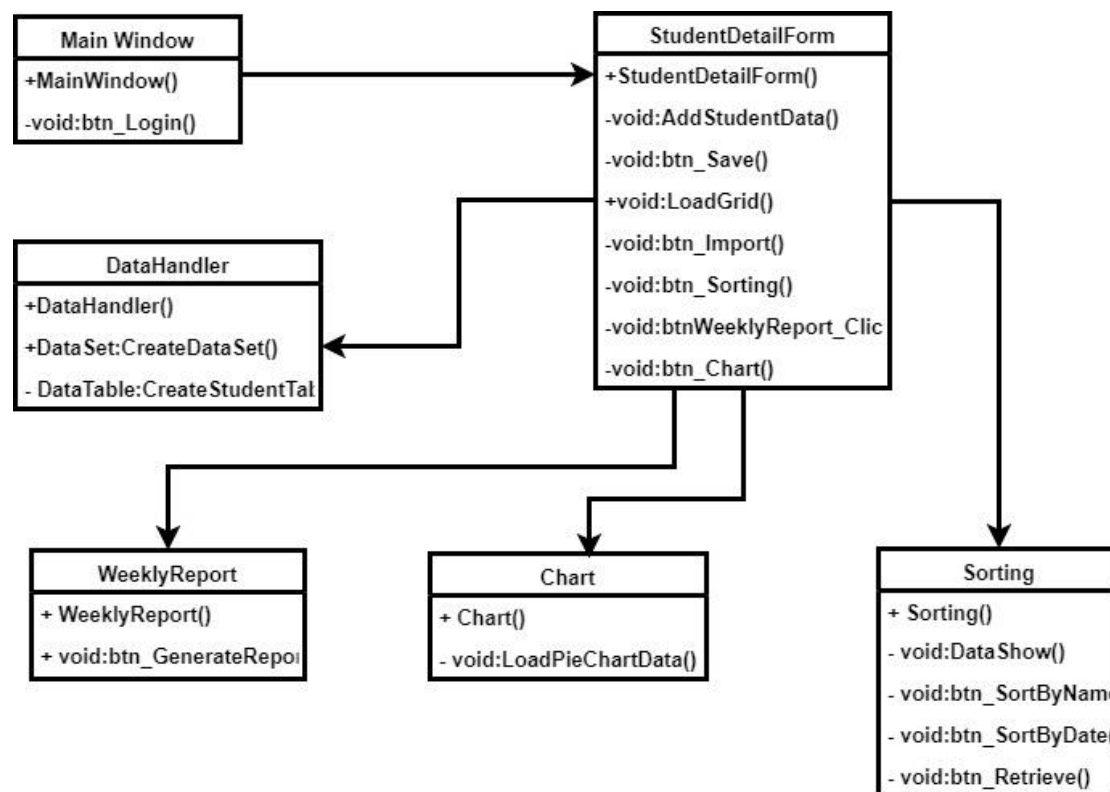 Main Window
+MainWindow()
-void:btn_Login()
StudentDetailForm
+StudentDetailForm()
-void:AddStudentData()
-void:btn_Save()
+void:LoadGrid()
-void:btn_Import()
-void:btn_Sorting()
-void:btnWeeklyReport_Clic
-void:btn_Chart()
DataHandler
+DataHandler()
+DataSet:CreateDataSet()
- DataTable:CreateStudentTab
WeeklyReport
+ WeeklyReport()
+ void:btn_GenerateRepor
Chart
+ Chart()
- void:LoadPieChartData()
Sorting
+ Sorting()
- void:DataShow()
- void:btn_SortByName
- void:btn_SortByDate(
- void:btn_Retrieve()